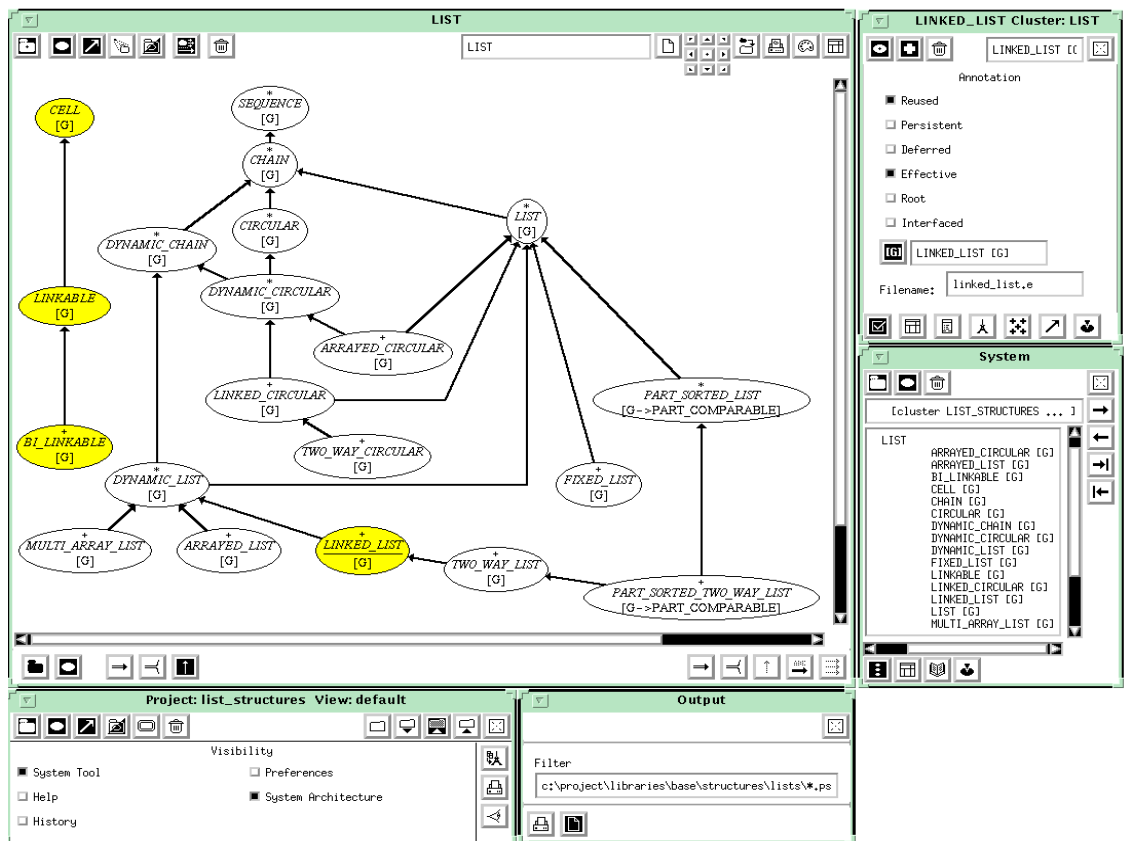 LIST
LIST
*
SEQUENCE
[G]
CELL
[G]
*
CHAIN
[G]
*
LIST
[G]
*
CIRCULAR
[G]
*
DYNAMIC_CHAIN
[G]
*
DYNAMIC_CIRCULAR
[G]
LINKABLE
[G]
+
ARRAYED_CIRCULAR
[G]
+
LINKED_CIRCULAR
[G]
*
PART_SORTED_LIST
[G->PART_COMPARABLE]
+
BI_LINKABLE
[G]
+
TWO_WAY_CIRCULAR
[G]
*
DYNAMIC_LIST
[G]
+
FIXED_LIST
[G]
+
MULTI_ARRAY_LIST
[G]
+
ARRAYED_LIST
[G]
+
LINKED_LIST
[G]
+
TWO_WAY_LIST
[G]
+
PART_SORTED_TWO_WAY_LIST
[G->PART_COMPARABLE]
ABC
LINKED_LIST Cluster: LIST
LINKED_LIST [G
Annotation
Reused
Persistent
Deferred
Effective
Root
Interfaced
[G]
LINKED_LIST [G]
Filename:
linked_list.e
System
[cluster LIST_STRUCTURES ... ]
LIST
ARRAYED_CIRCULAR [G]
ARRAYED_LIST [G]
BI_LINKABLE [G]
CELL [G]
CHAIN [G]
CIRCULAR [G]
DYNAMIC_CHAIN [G]
DYNAMIC_CIRCULAR [G]
DYNAMIC_LIST [G]
FIXED_LIST [G]
LINKABLE [G]
LINKED_CIRCULAR [G]
LINKED_LIST [G]
LIST [G]
MULTI_ARRAY_LIST [G]
Project: list_structures View: default
Visibility
System Tool
Preferences
Help
System Architecture
History
Output
Filter
c:\project\libraries\base\structures\lists\*.ps